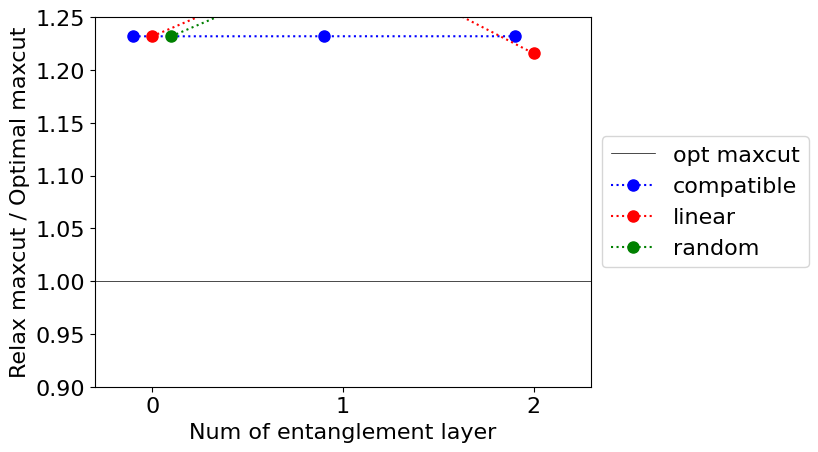 Relax maxcut / Optimal maxcut
1.25
1.20
1.15
1.10
1.05
1.00
0.95
0.90
0 1 2
Num of entanglement layer
opt maxcut
compatible
linear
random